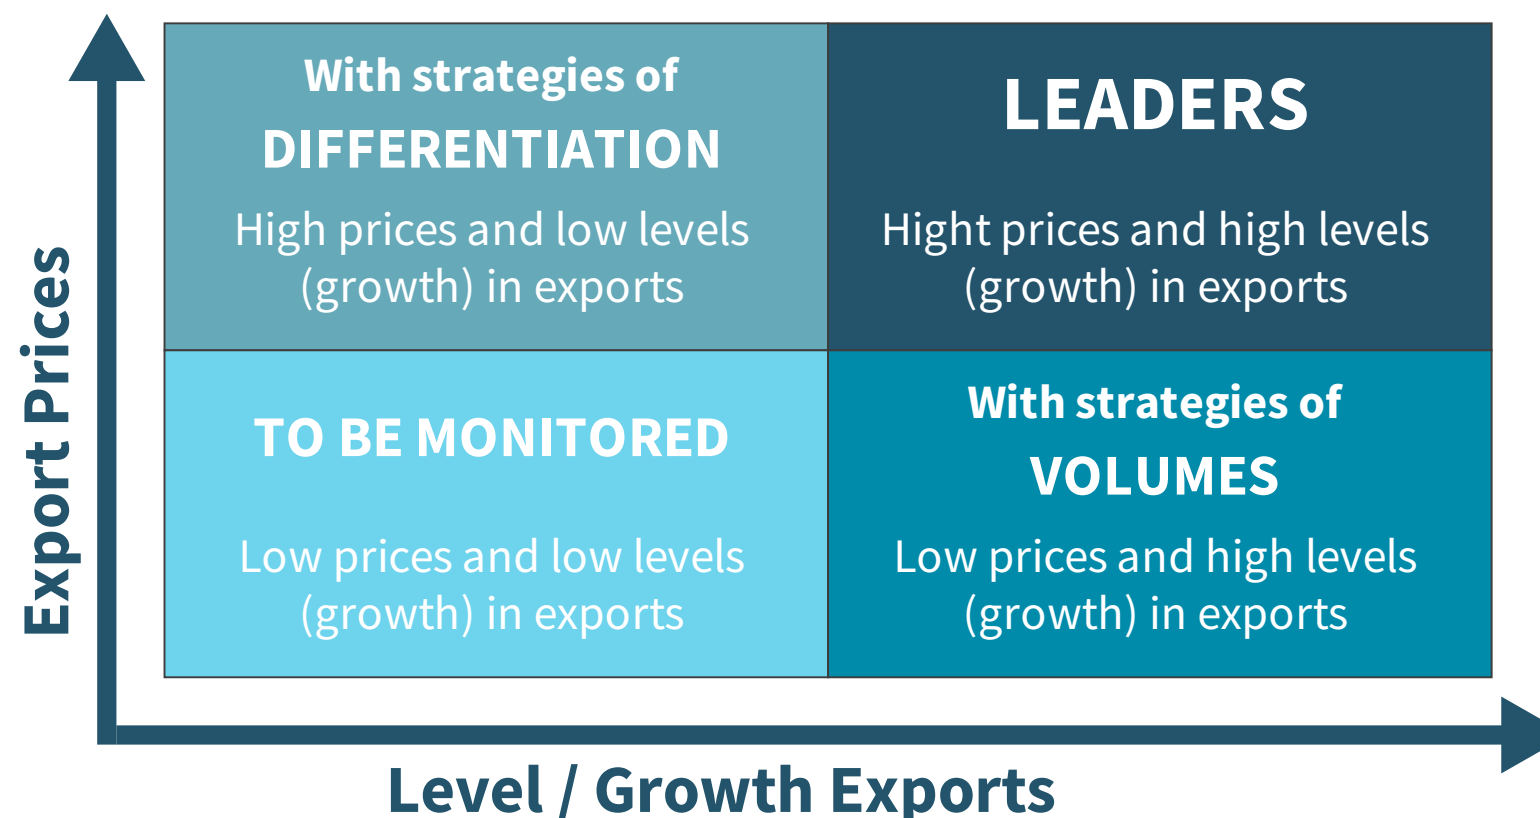 Export Prices
With strategies of
DIFFERENTIATION
High prices and low levels
(growth) in exports
LEADERS
Hight prices and high levels
(growth) in exports
TO BE MONITORED
Low prices and low levels
(growth) in exports
With strategies of
VOLUMES
Low prices and high levels
(growth) in exports
Level / Growth Exports